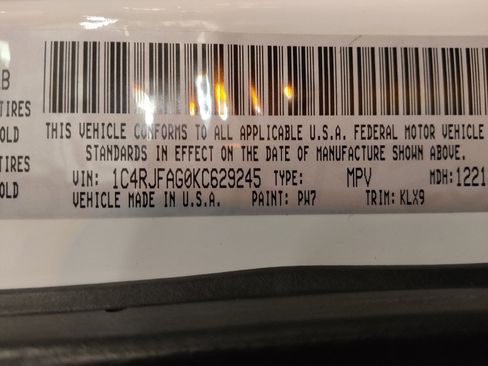 B
TIRES
OLD
TIRES
OLD
THIS VEHICLE CONFORMS TO ALL APPLICABLE U.S.A. FEDERAL MOTOR VEHICLE
STANDARDS IN EFFECT ON THE DATE OF MANUFACTURE SHOWN ABOVE.
VIN: 1C4RJFAG0KC629245 TYPE: MPV MDH: 1221
VEHICLE MADE IN U.S.A. PAINT: PW7 TRIM: KLX9